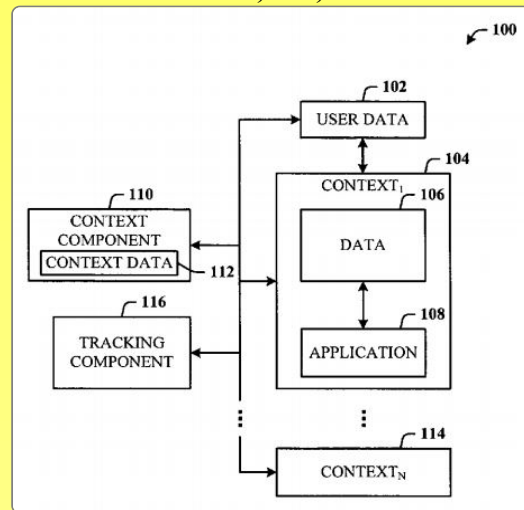 100
102
USER DATA
104
CONTEXT₁
106
DATA
110
CONTEXT
COMPONENT
CONTEXT DATA
112
116
TRACKING
COMPONENT
108
APPLICATION
114
CONTEXT_N